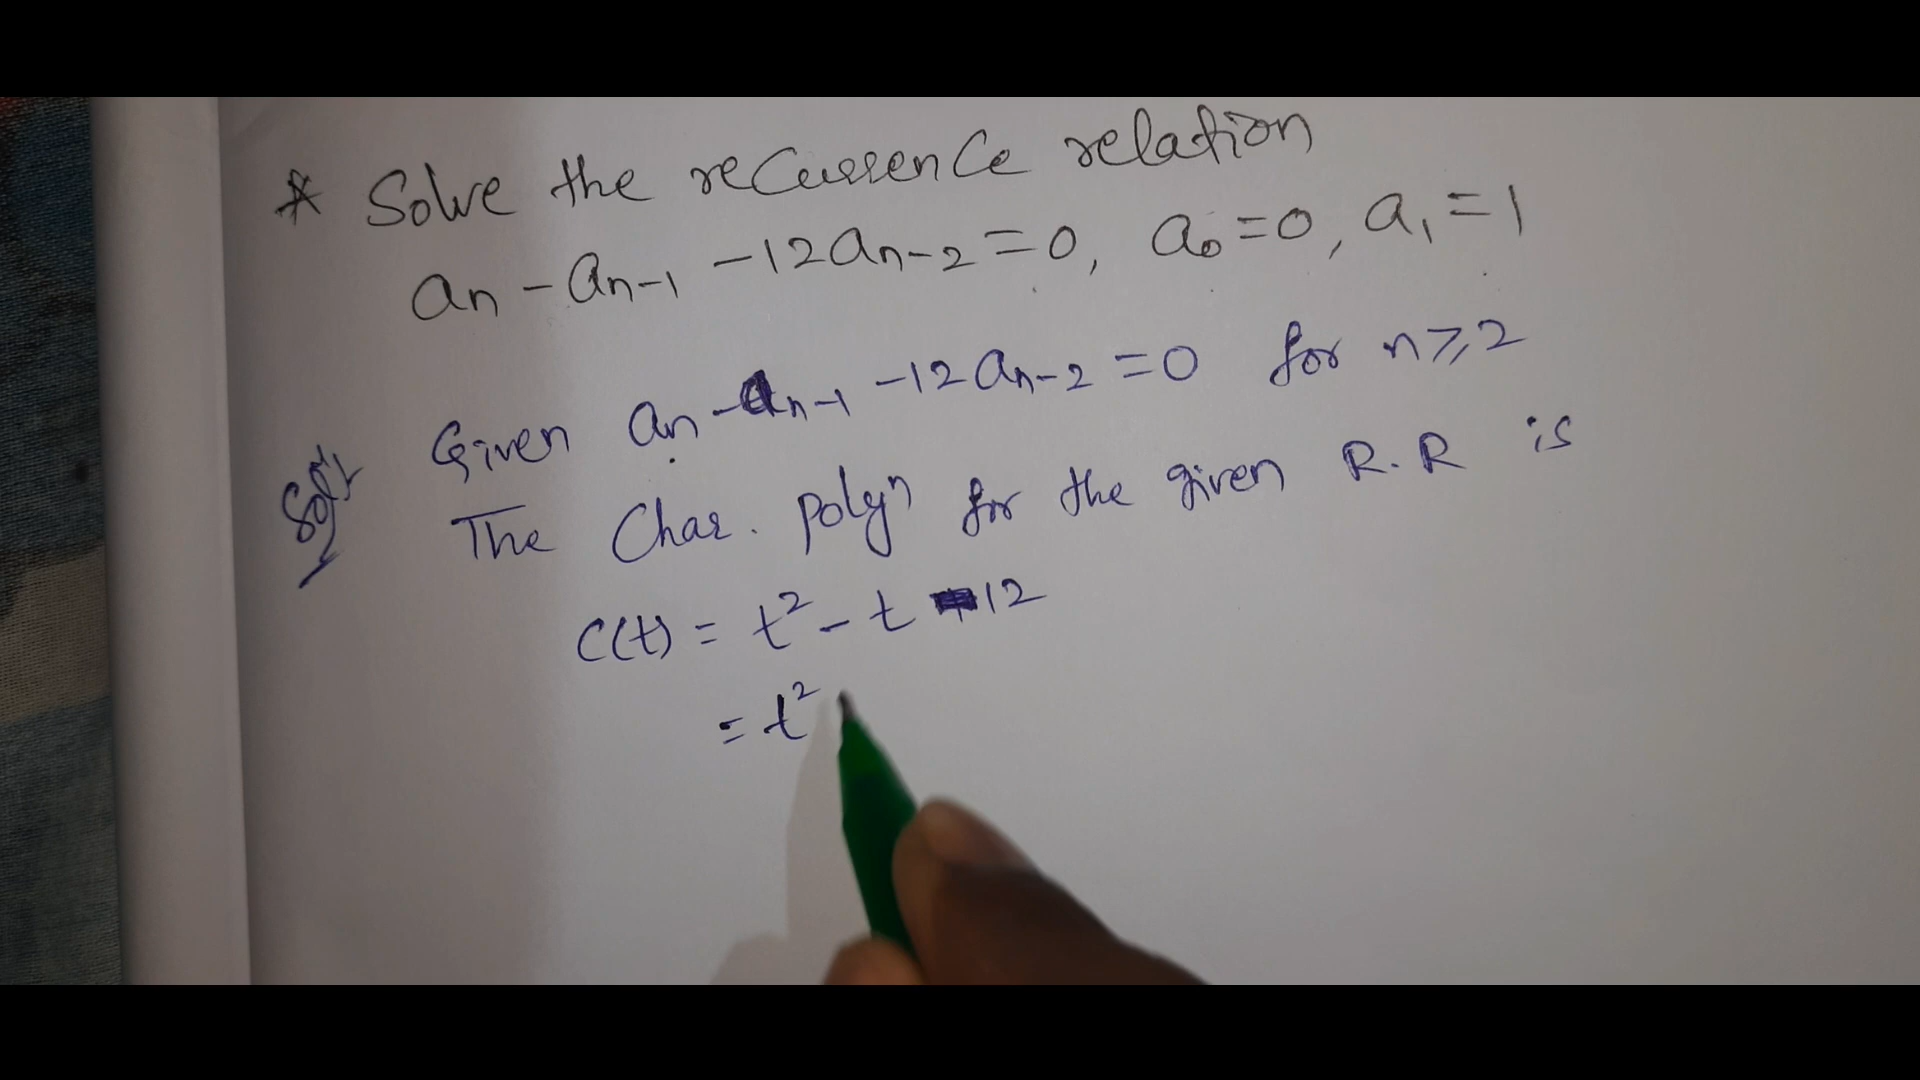 * Solve the recurrence relation
an - an-1 - 12an-2 = 0, a0 = 0, a1 = 1
Soln Given an - an-1 - 12an-2 = 0 for n ≥ 2
The Char. Polyn for the given R.R is
C(t) = t² - t - 12
= t²